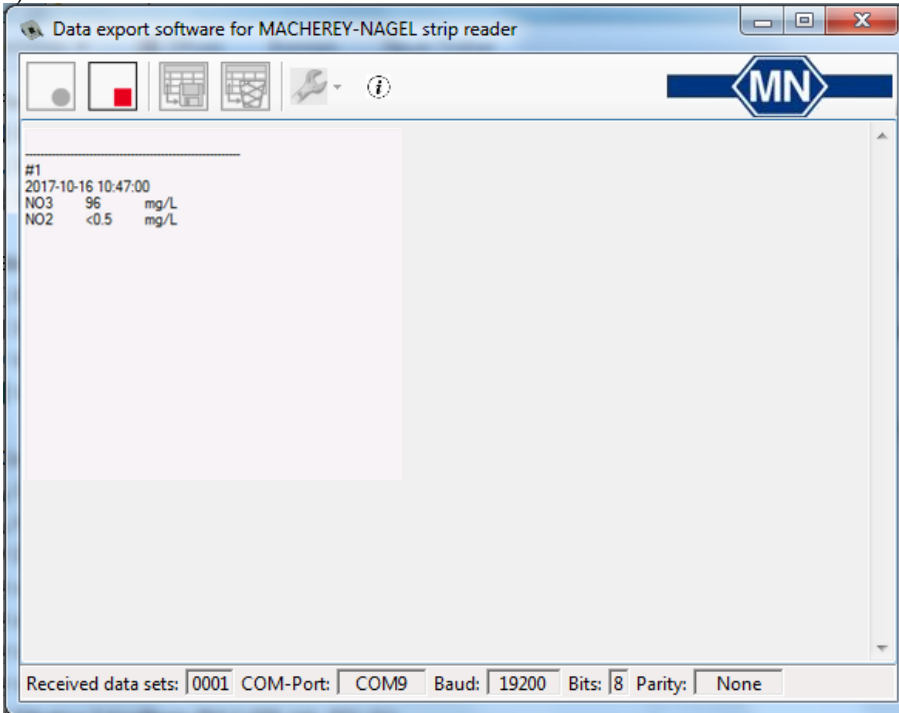 Data export software for MACHEREY-NAGEL strip reader
MN
#1
2017-10-16 10:47:00
NO3 96 mg/L
NO2 <0.5 mg/L
Received data sets: 0001 COM-Port: COM9 Baud: 19200 Bits: 8 Parity: None